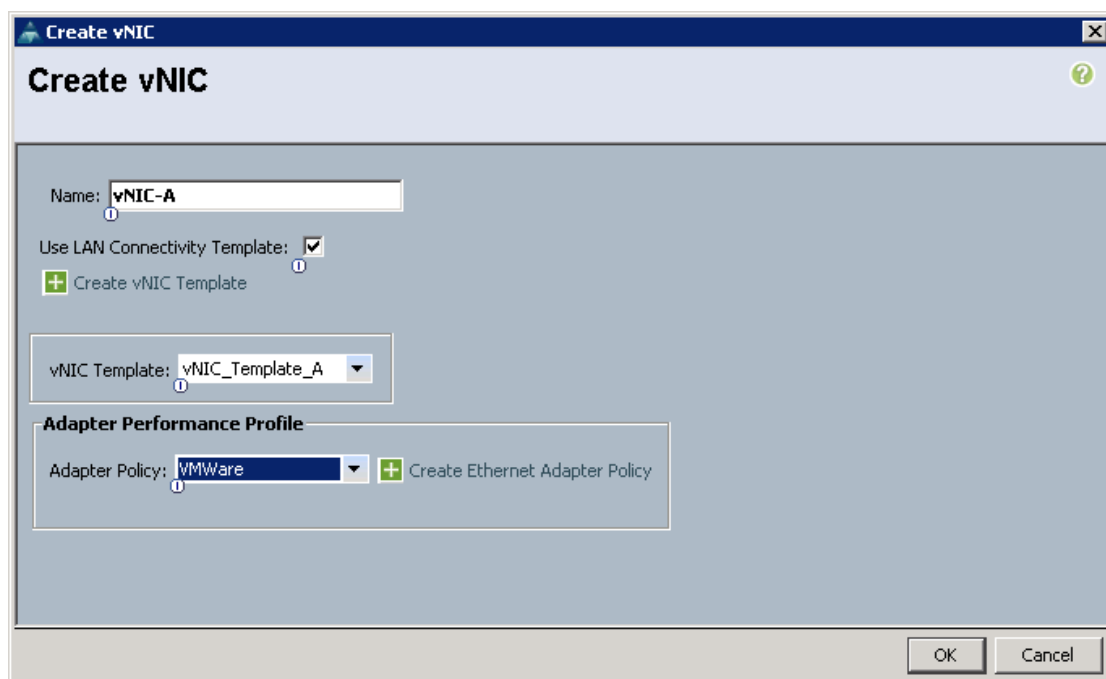 Create vNIC
Create vNIC
Name: vNIC-A
Use LAN Connectivity Template:
Create vNIC Template
vNIC Template: vNIC_Template_A
Adapter Performance Profile
Adapter Policy: VMWare Create Ethernet Adapter Policy
OK Cancel